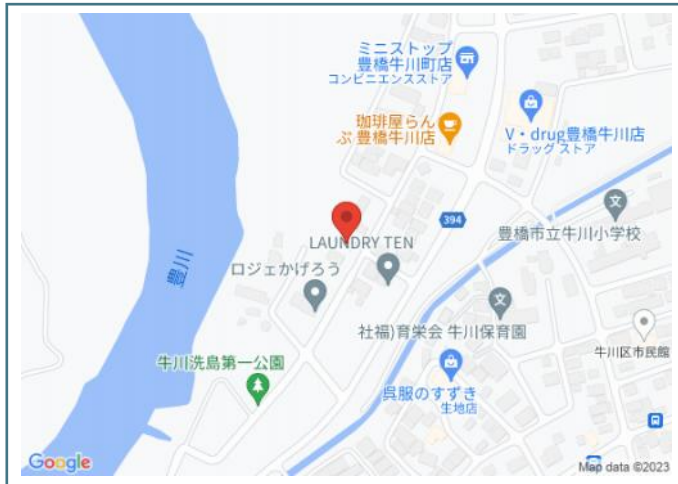 ミニストップ
豊橋牛川町店
コンビニエンスストア
珈琲屋らん
ぷ 豊橋牛川店
V・drug豊橋牛川店
ドラッグ ストア
394
豊橋市立牛川小学校
文
LAUNDRY TEN
ロジェかげろう
豊川
文
社福)育栄会 牛川保育園
牛川区市民館
牛川洗島第一公園
呉服のすずき
生地店
Google
Map data ©2023